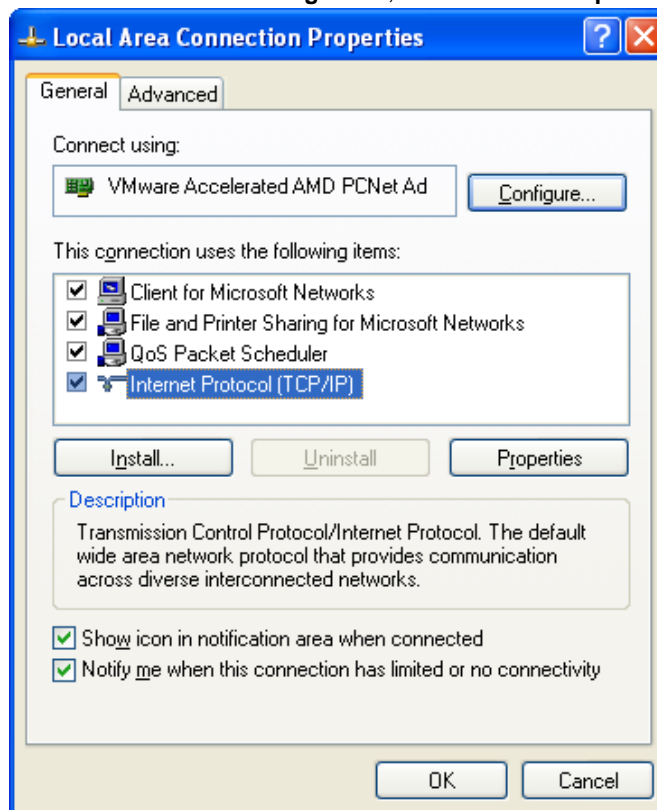 Local Area Connection Properties
General Advanced
Connect using:
VMware Accelerated AMD PCNet Ad Configure...
This connection uses the following items:
Client for Microsoft Networks
File and Printer Sharing for Microsoft Networks
QoS Packet Scheduler
Internet Protocol (TCP/IP)
Install... Uninstall Properties
Description
Transmission Control Protocol/Internet Protocol. The default
wide area network protocol that provides communication
across diverse interconnected networks.
Show icon in notification area when connected
Notify me when this connection has limited or no connectivity
OK Cancel